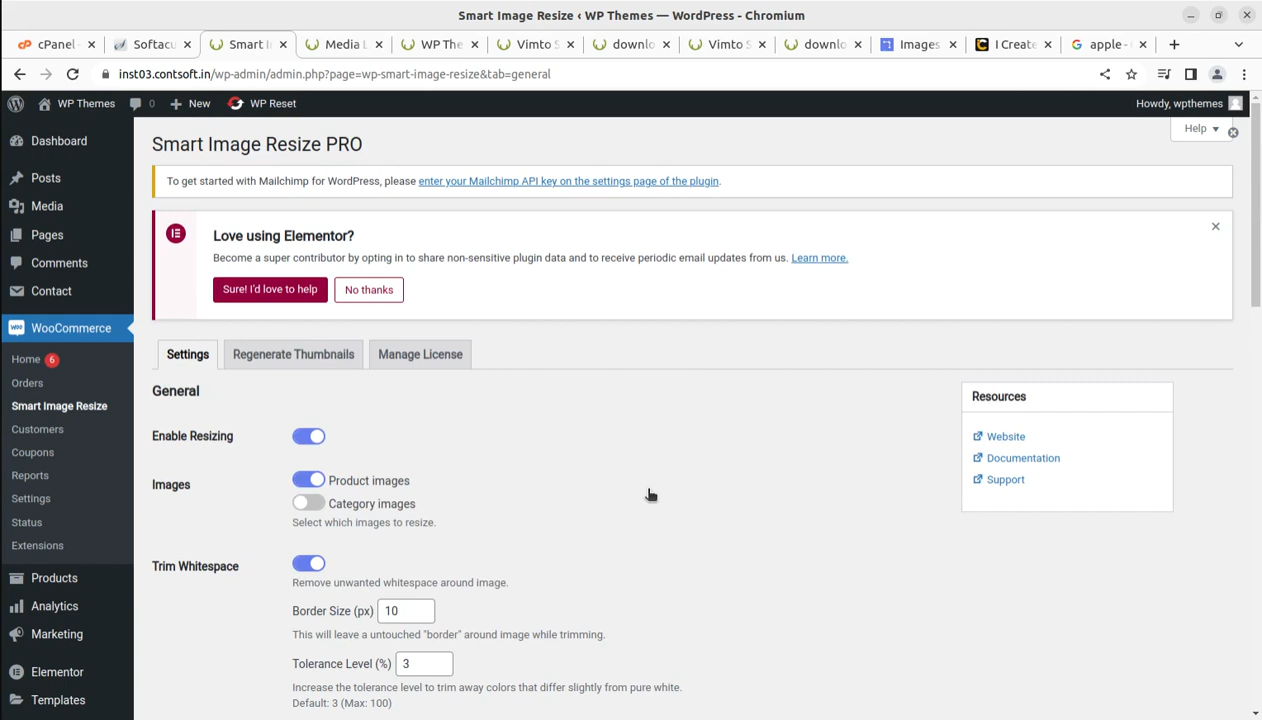 Smart Image Resize ‹ WP Themes — WordPress - Chromium
cPanel -
Softacu
Smart I
Media L
WP The
Vimto S
downlo
Vimto S
downlo
Images
I Create
apple -
inst03.contsoft.in/wp-admin/admin.php?page=wp-smart-image-resize&tab=general
WP Themes
0
New
WP Reset
Howdy, wpthemes
Help
Dashboard
Posts
Media
Pages
Comments
Contact
WooCommerce
Home 6
Orders
Smart Image Resize
Customers
Coupons
Reports
Settings
Status
Extensions
Products
Analytics
Marketing
Elementor
Templates
Smart Image Resize PRO
To get started with Mailchimp for WordPress, please enter your Mailchimp API key on the settings page of the plugin.
Love using Elementor?
Become a super contributor by opting in to share non-sensitive plugin data and to receive periodic email updates from us. Learn more.
Sure! I'd love to help
No thanks
Settings
Regenerate Thumbnails
Manage License
General
Enable Resizing
Images
Product images
Category images
Select which images to resize.
Trim Whitespace
Remove unwanted whitespace around image.
Border Size (px) 10
This will leave a untouched "border" around image while trimming.
Tolerance Level (%) 3
Increase the tolerance level to trim away colors that differ slightly from pure white.
Default: 3 (Max: 100)
Resources
Website
Documentation
Support